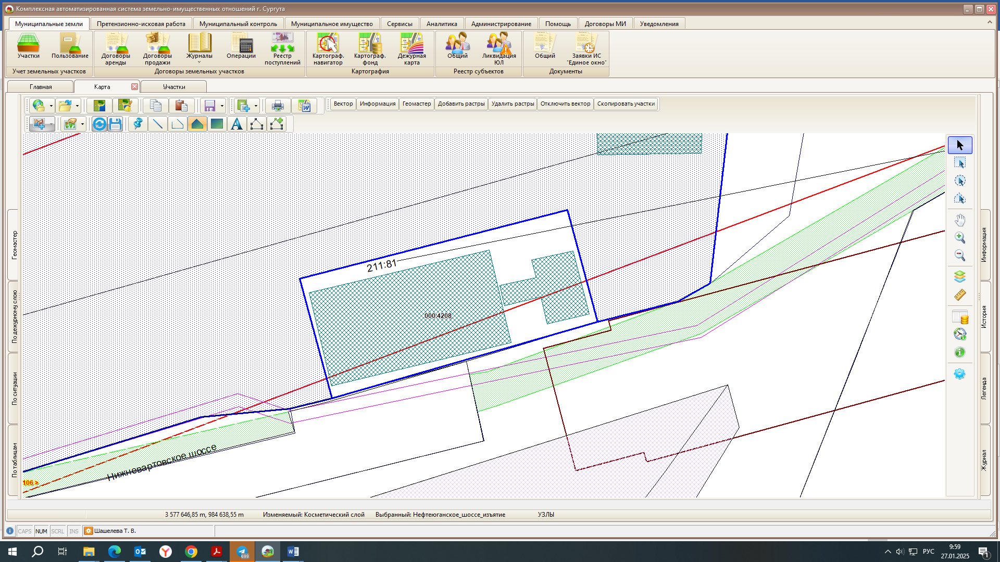 Комплексная автоматизированная система земельно-имущественных отношений г. Сургута
Муниципальные земли
Претензионно-исковая работа
Муниципальный контроль
Муниципальное имущество
Сервисы
Аналитика
Администрирование
Помощь
Договоры МИ
Уведомления
Участки
Пользование
Договоры аренды
Договоры продажи
Журналы
Операции
Реестр поступлений
Картограф. навигатор
Картограф. фонд
Дежурная карта
Общий
Ликвидация ЮЛ
Общий
Заявки ИС "Единое окно"
Учет земельных участков
Договоры земельных участков
Картография
Реестр субъектов
Документы
Главная
Карта
Участки
Вектор
Информация
Геомастер
Добавить растры
Удалить растры
Отключить вектор
Скопировать участки
Геомастер
По дежурному слою
По ситуации
По таблицам
211:81
000:4208
Нижневартовское шоссе
106 >
Информация
История
Легенда
Журнал
3 577 646,85 m, 984 638,55 m
Изменяемый: Косметический слой
Выбранный: Нефтеюганское_шоссе_изъятие
УЗЛЫ
CAPS
NUM
SCRL
INS
Шашелева Т. В.
699
РУС
9:59
27.01.2025
1